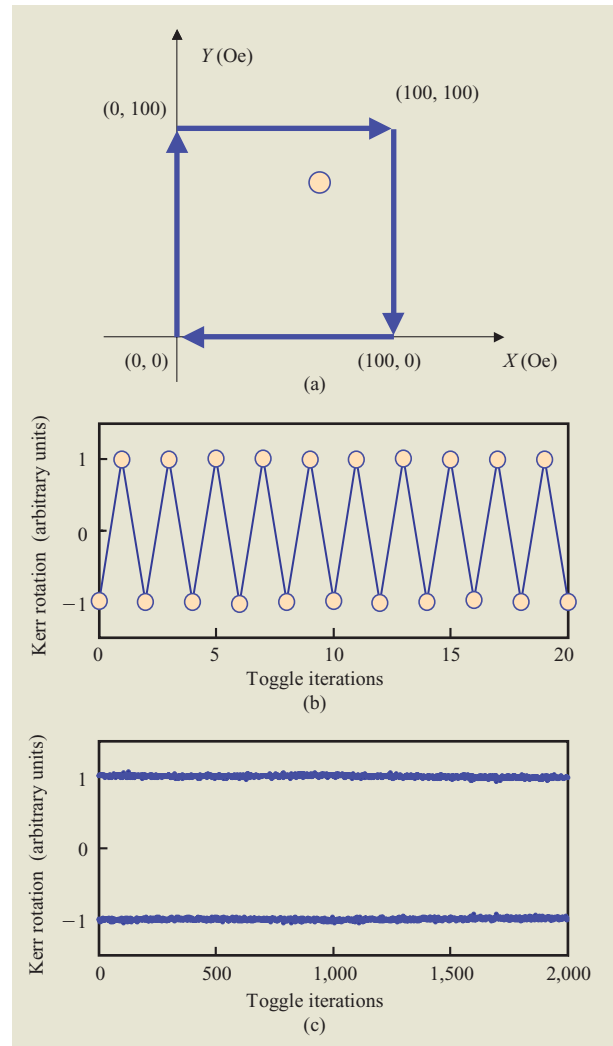 Y (Oe)
(0, 100)
(100, 100)
(0, 0)
(100, 0)
X (Oe)
(a)
Kerr rotation (arbitrary units)
1
0
−1
0
5
10
15
20
Toggle iterations
(b)
Kerr rotation (arbitrary units)
1
0
−1
0
500
1,000
1,500
2,000
Toggle iterations
(c)